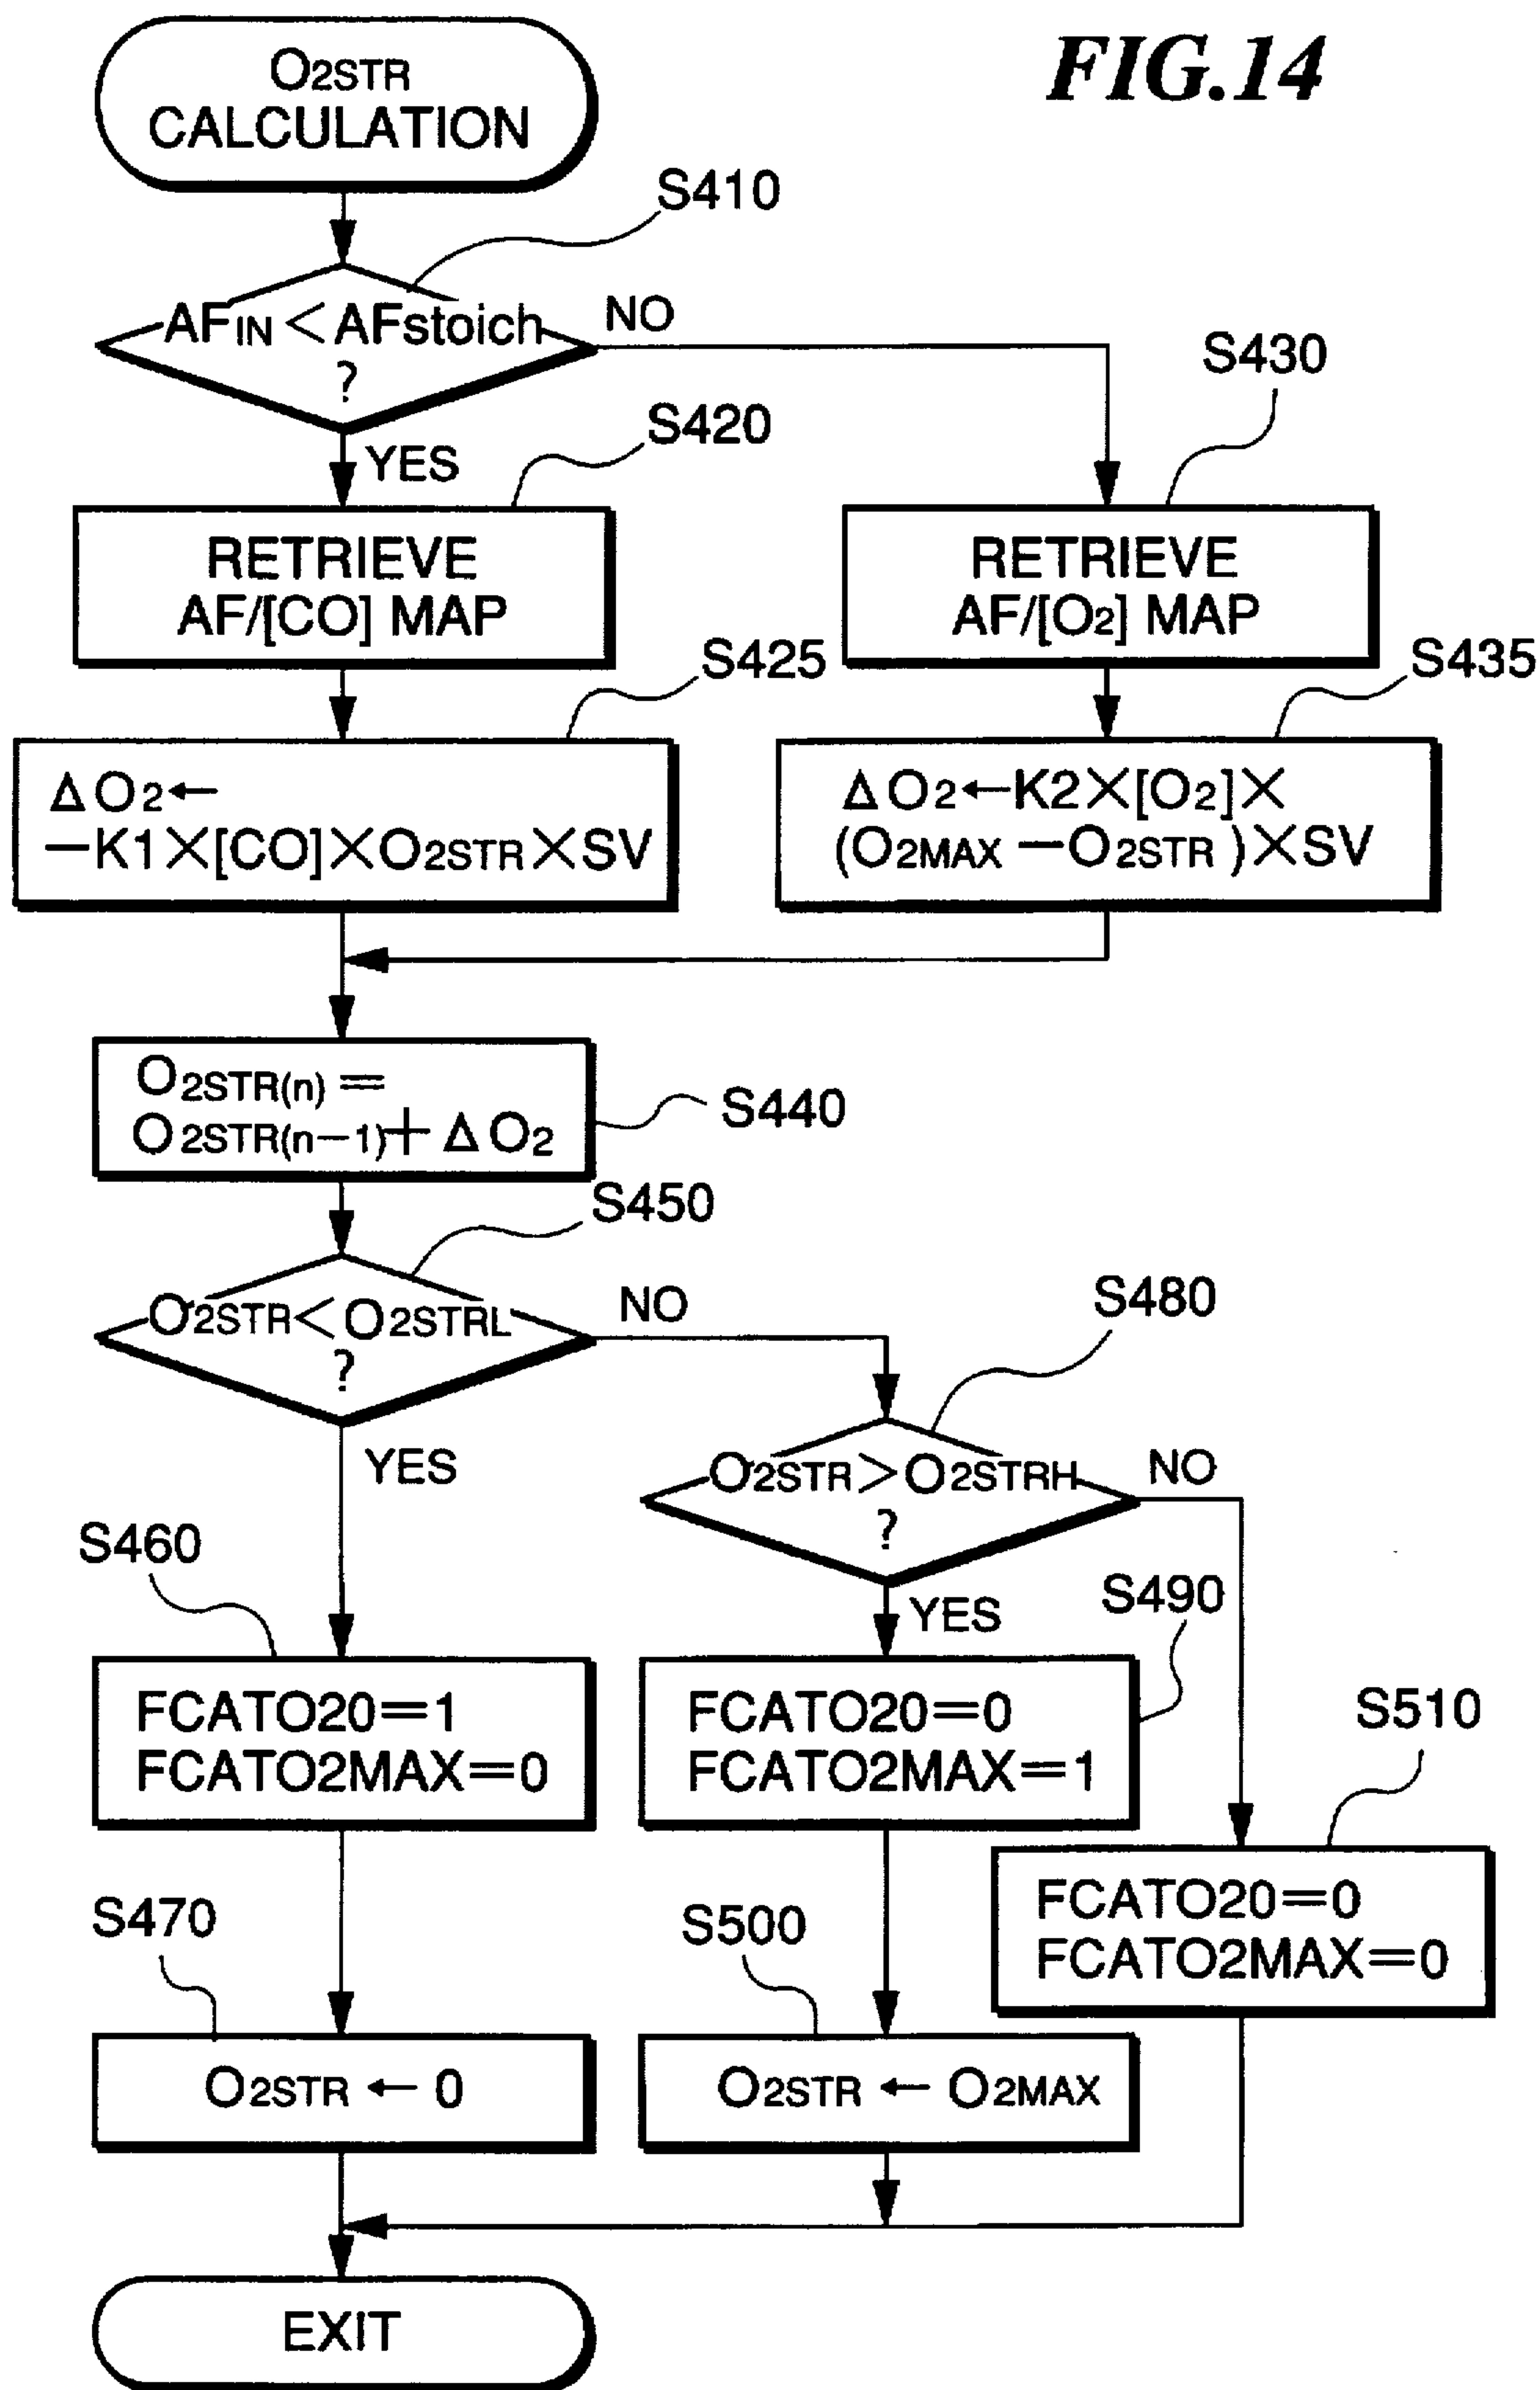 FIG.14
O2STR
CALCULATION
S410
AFIN < AFstoich
?
NO
YES
S420
RETRIEVE
AF/[CO] MAP
S430
RETRIEVE
AF/[O2] MAP
S425
ΔO2←
−K1×[CO]×O2STR×SV
S435
ΔO2←K2×[O2]×
(O2MAX −O2STR )×SV
O2STR(n) =
O2STR(n−1)+ ΔO2
S440
S450
O2STR<O2STRL
?
NO
YES
S480
O2STR>O2STRH
?
NO
YES
S460
FCATO20=1
FCATO2MAX=0
S490
FCATO20=0
FCATO2MAX=1
S510
FCATO20=0
FCATO2MAX=0
S470
O2STR ← 0
S500
O2STR ← O2MAX
EXIT